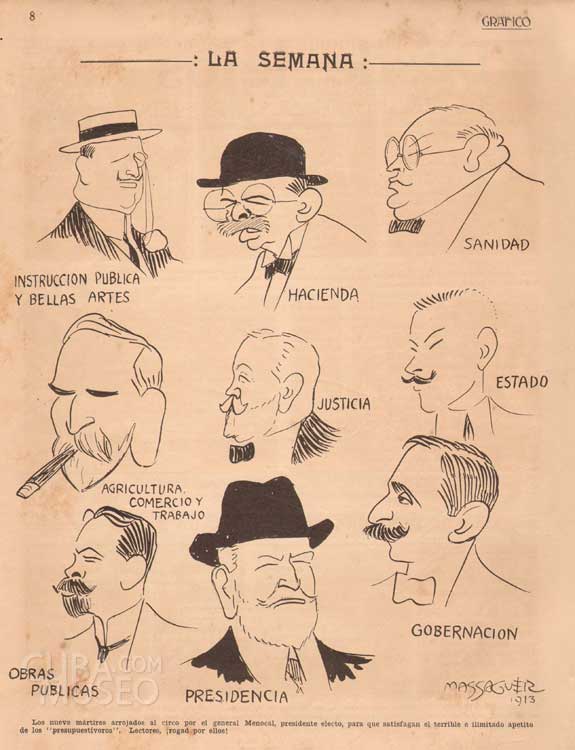 8
GRAFICO
: LA SEMANA :
INSTRUCCION PUBLICA
Y BELLAS ARTES
HACIENDA
SANIDAD
AGRICULTURA,
COMERCIO Y
TRABAJO
JUSTICIA
ESTADO
OBRAS
PUBLICAS
PRESIDENCIA
GOBERNACION
MASSAGUER
1913
CUBA
MUSEO
.COM
Los nueve mártires arrojados al circo por el general Menocal, presidente electo, para que satisfagan el terrible e ilimitado apetito
de los "presupuestívoros". Lectores, ¡rogad por ellos!